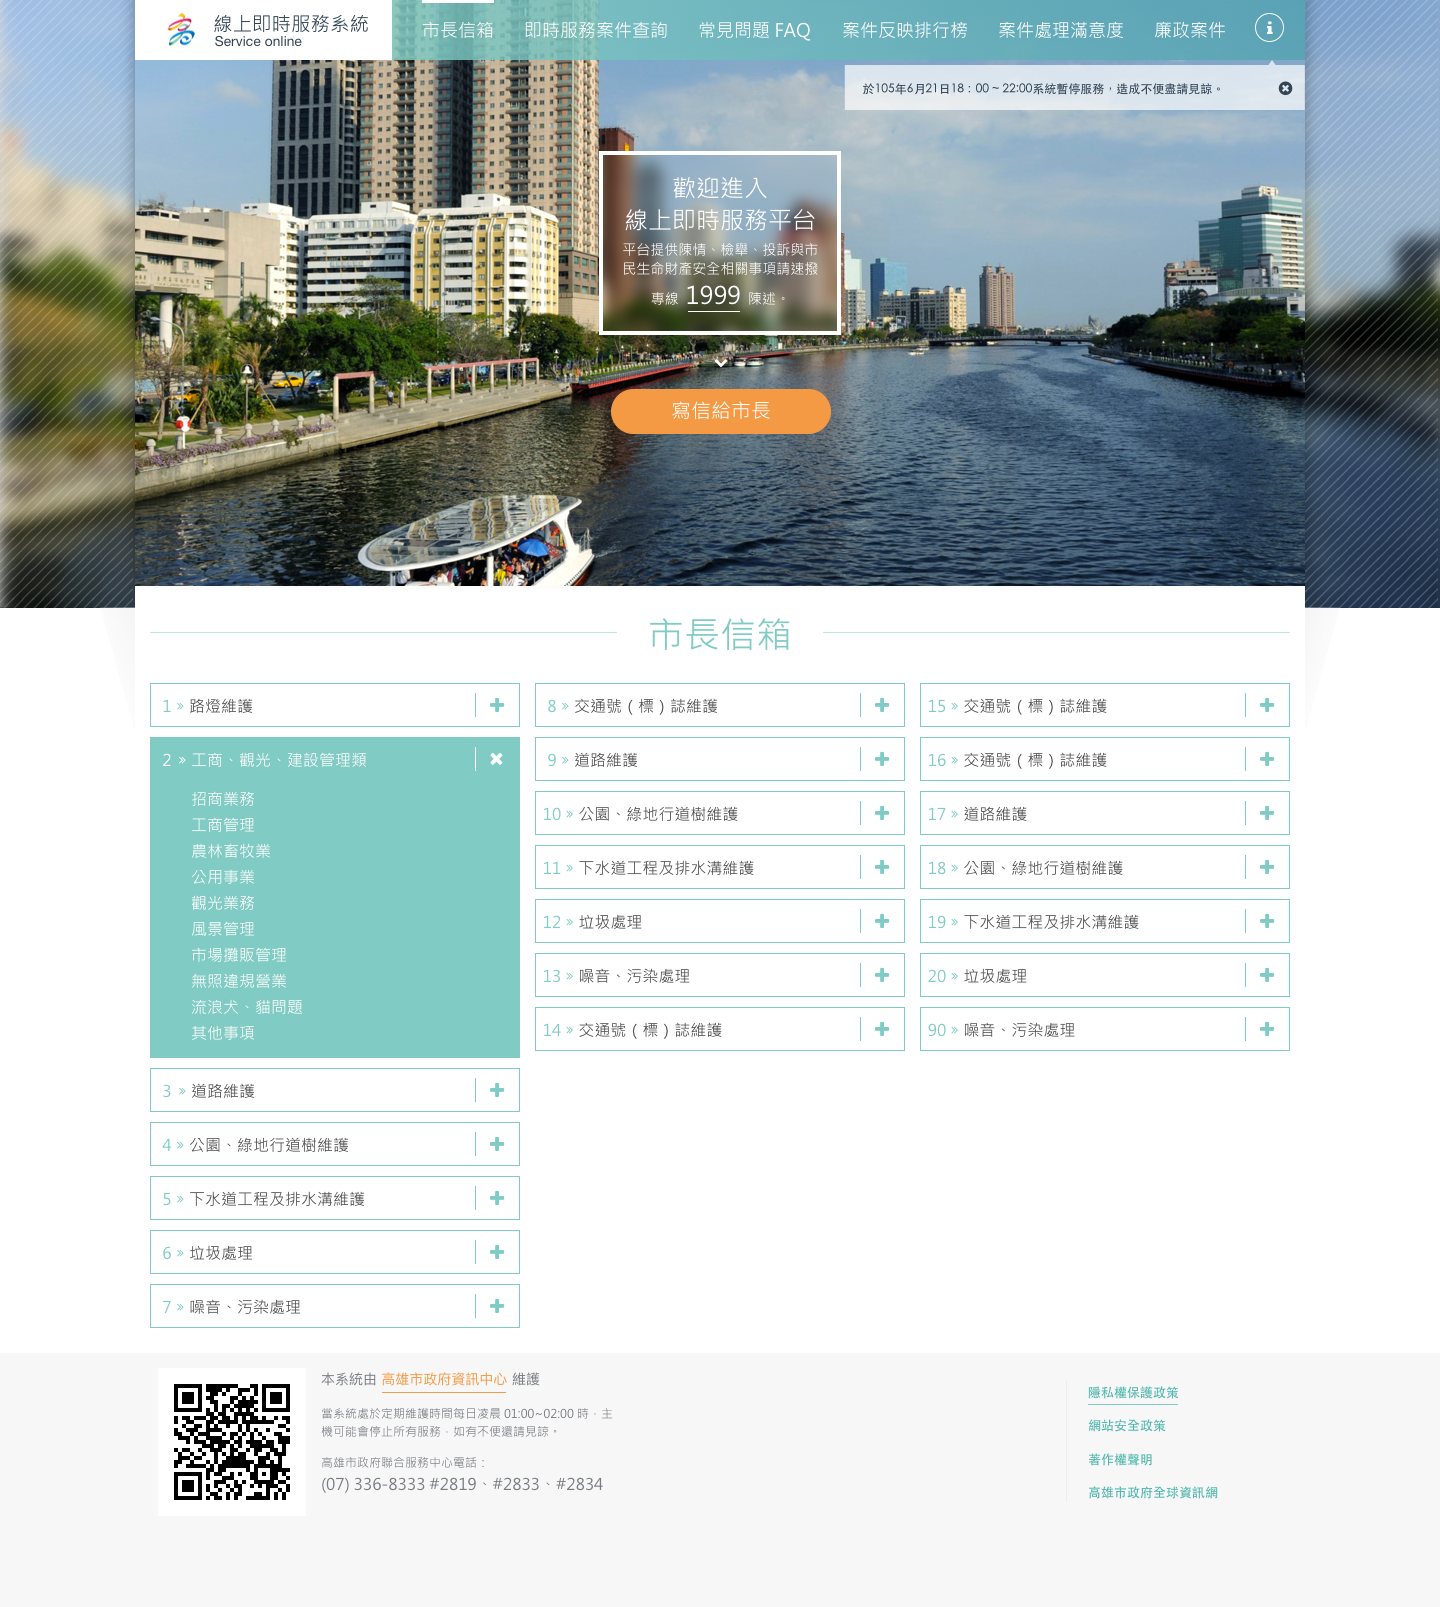 線上即時服務系統
Service online
市長信箱
即時服務案件查詢
常見問題 FAQ
案件反映排行榜
案件處理滿意度
廉政案件
於105年6月21日18：00 ~ 22:00系統暫停服務，造成不便盡請見諒。
歡迎進入
線上即時服務平台
平台提供陳情、檢舉、投訴與市
民生命財產安全相關事項請速撥
專線 1999 陳述。
寫信給市長
市長信箱
1 » 路燈維護
2 » 工商、觀光、建設管理類
招商業務
工商管理
農林畜牧業
公用事業
觀光業務
風景管理
市場攤販管理
無照違規營業
流浪犬、貓問題
其他事項
3 » 道路維護
4 » 公園、綠地行道樹維護
5 » 下水道工程及排水溝維護
6 » 垃圾處理
7 » 噪音、污染處理
8 » 交通號（標）誌維護
9 » 道路維護
10 » 公園、綠地行道樹維護
11 » 下水道工程及排水溝維護
12 » 垃圾處理
13 » 噪音、污染處理
14 » 交通號（標）誌維護
15 » 交通號（標）誌維護
16 » 交通號（標）誌維護
17 » 道路維護
18 » 公園、綠地行道樹維護
19 » 下水道工程及排水溝維護
20 » 垃圾處理
90 » 噪音、污染處理
本系統由 高雄市政府資訊中心 維護
當系統處於定期維護時間每日凌晨 01:00~02:00 時，主
機可能會停止所有服務，如有不便還請見諒。
高雄市政府聯合服務中心電話：
(07) 336-8333 #2819、#2833、#2834
隱私權保護政策
網站安全政策
著作權聲明
高雄市政府全球資訊網